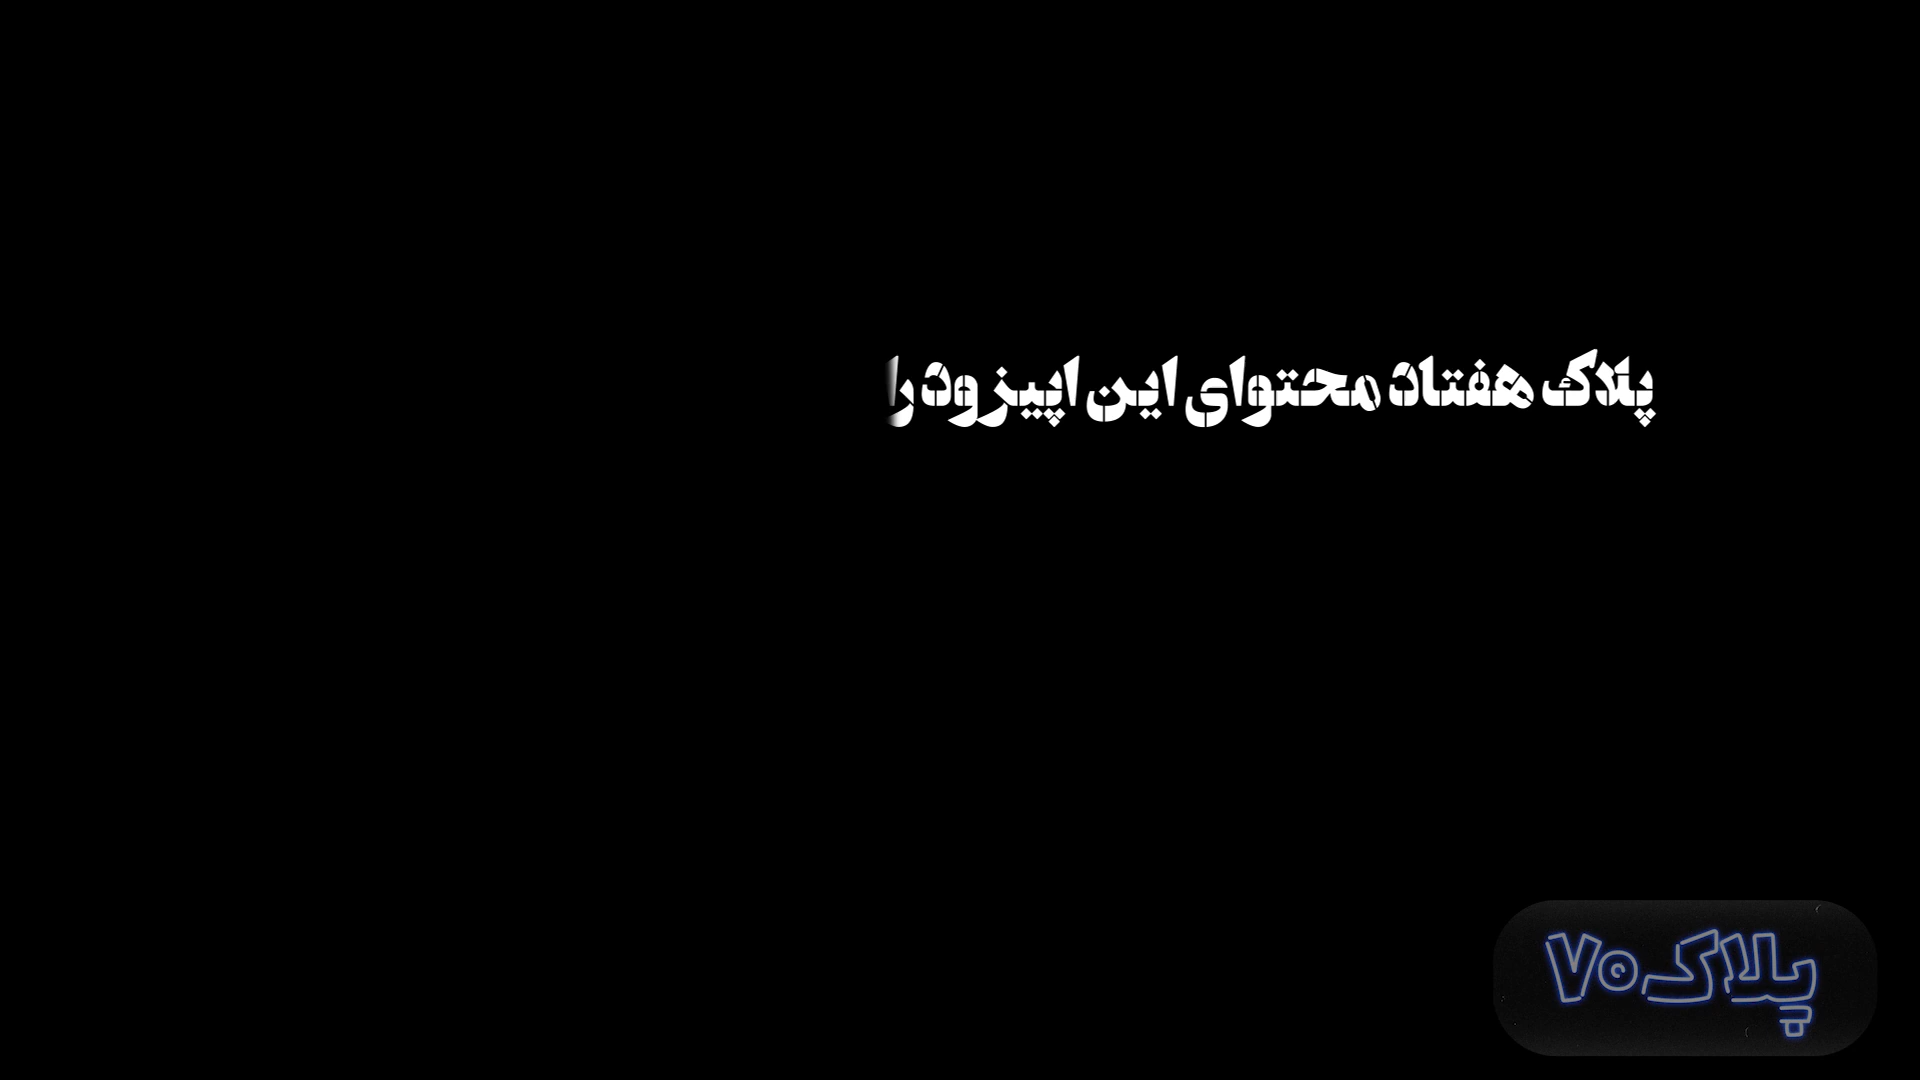 پلاک هفتاد محتوای این اپیزود را
پلاک ۷۰